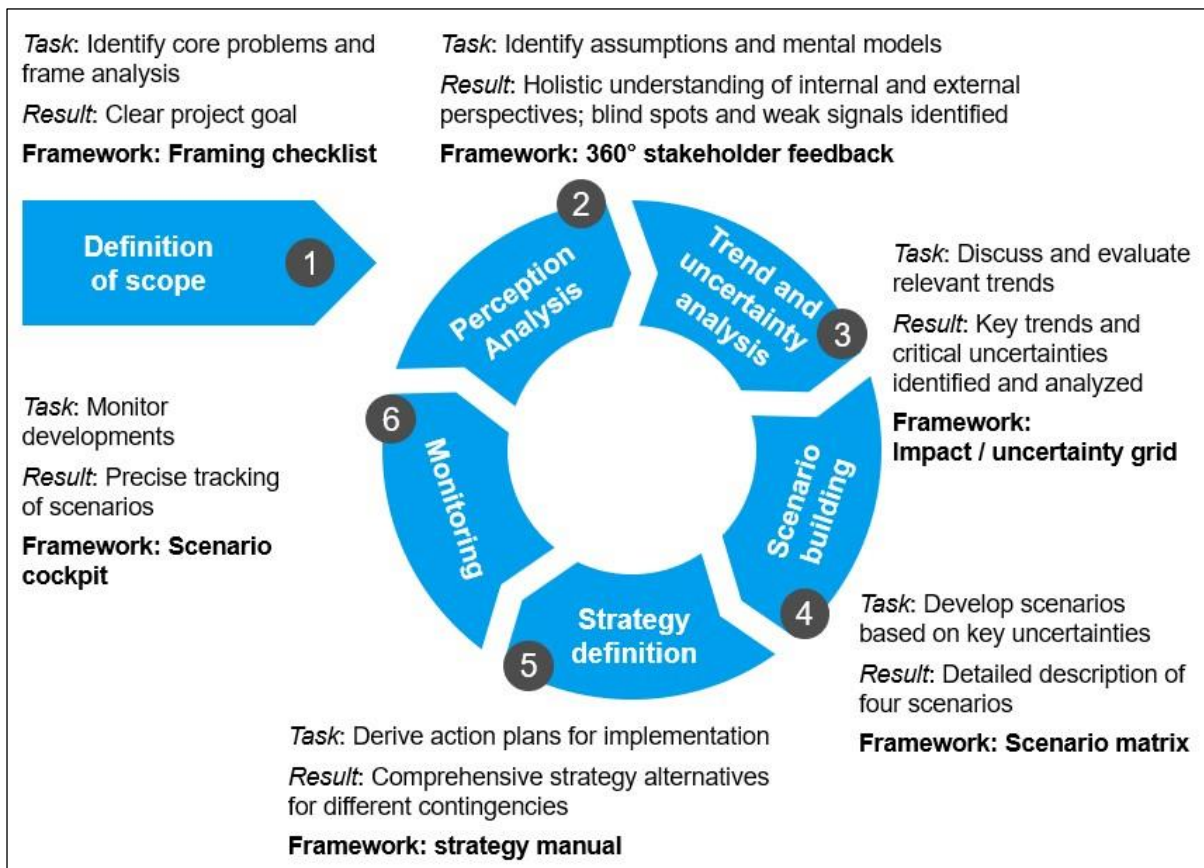 Task: Identify core problems and
frame analysis
Result: Clear project goal
Framework: Framing checklist
Definition
of scope
1
Task: Identify assumptions and mental models
Result: Holistic understanding of internal and external
perspectives; blind spots and weak signals identified
Framework: 360° stakeholder feedback
2
Perception
Analysis
Trend and
uncertainty
analysis
3
Task: Discuss and evaluate
relevant trends
Result: Key trends and
critical uncertainties
identified and analyzed
Framework:
Impact / uncertainty grid
Scenario
building
4
Task: Develop scenarios
based on key uncertainties
Result: Detailed description of
four scenarios
Framework: Scenario matrix
Strategy
definition
5
Task: Derive action plans for implementation
Result: Comprehensive strategy alternatives
for different contingencies
Framework: strategy manual
6
Monitoring
Task: Monitor
developments
Result: Precise tracking
of scenarios
Framework: Scenario
cockpit